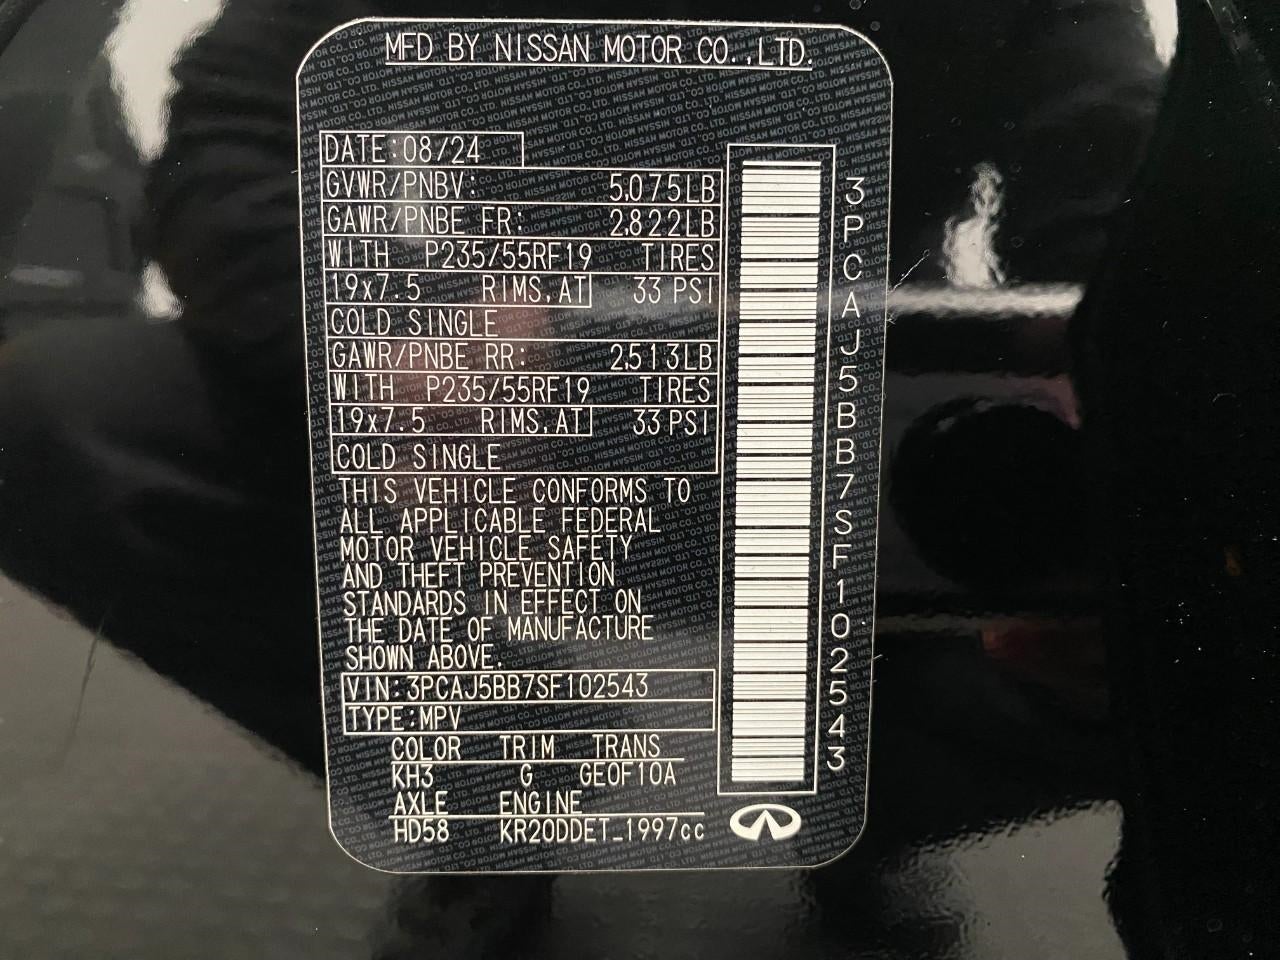 MFD BY NISSAN MOTOR CO.,LTD.
DATE:08/24
GVWR/PNBV: 5,075LB
GAWR/PNBE FR: 2,822LB
WITH P235/55RF19 TIRES
19x7.5 RIMS,AT 33 PSI
COLD SINGLE
GAWR/PNBE RR: 2,513LB
WITH P235/55RF19 TIRES
19x7.5 RIMS,AT 33 PSI
COLD SINGLE
THIS VEHICLE CONFORMS TO
ALL APPLICABLE FEDERAL
MOTOR VEHICLE SAFETY
AND THEFT PREVENTION
STANDARDS IN EFFECT ON
THE DATE OF MANUFACTURE
SHOWN ABOVE.
VIN:3PCAJ5BB7SF102543
TYPE:MPV
COLOR TRIM TRANS
KH3 G GE0F10A
AXLE ENGINE
HD58 KR20DDET_1997cc
3PCAJ5BB7SF102543